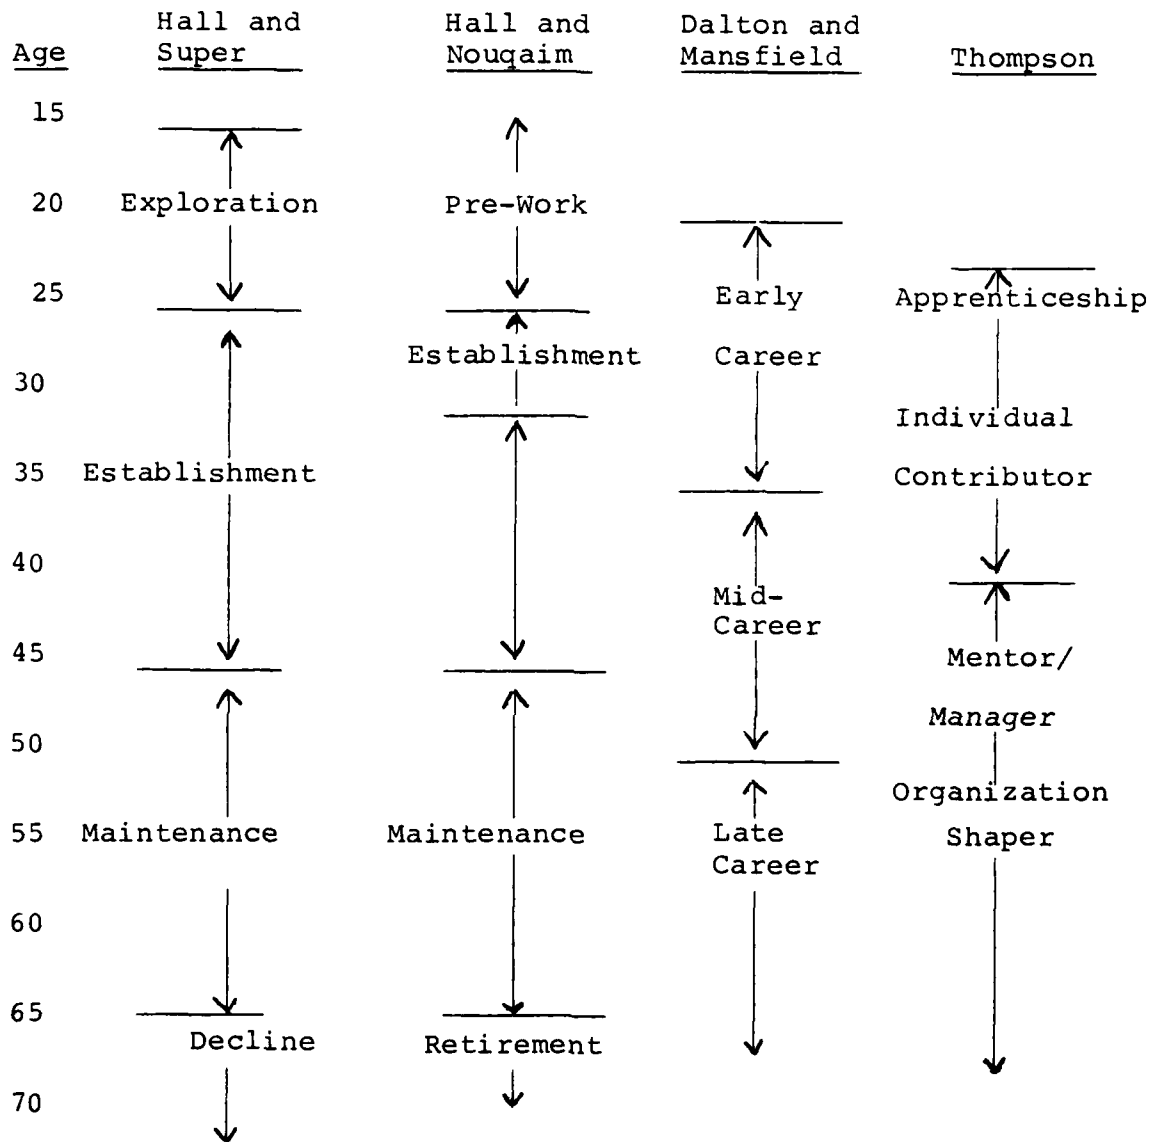 Hall and Hall and Dalton and
Age Super Nouqaim Mansfield Thompson
15
20 Exploration Pre-Work
25 Early Apprenticeship
Establishment Career
30
Individual
35 Establishment Contributor
40
Mid-
Career
45
Mentor/
Manager
50
Organization
55 Maintenance Maintenance Late Shaper
Career
60
65
Decline Retirement
70